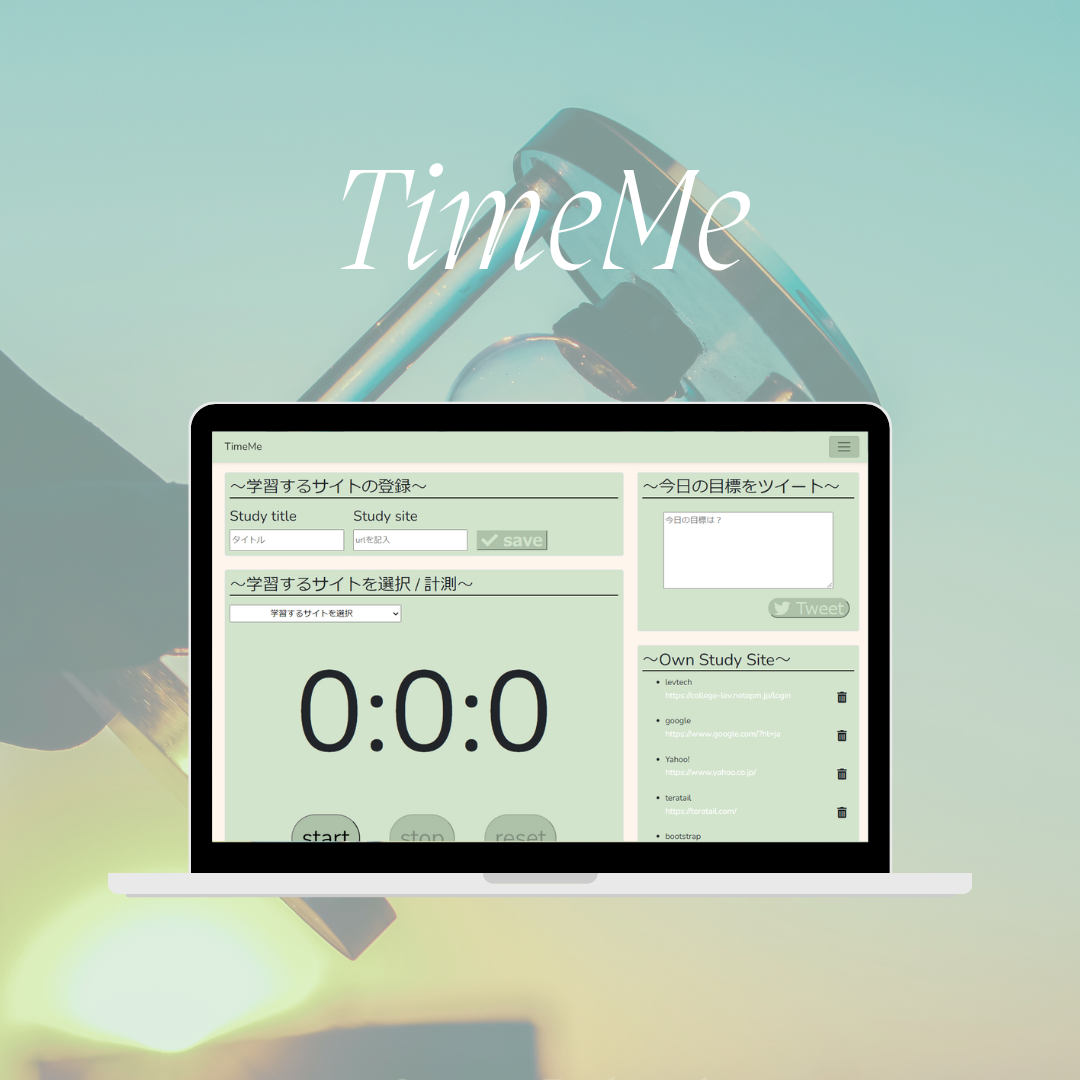 TimeMe
TimeMe
～学習するサイトの登録～
Study title
Study site
タイトル
urlを記入
save
～学習するサイトを選択 / 計測～
学習するサイトを選択
0:0:0
start
stop
reset
～今日の目標をツイート～
今日の目標は？
Tweet
～Own Study Site～
levtech
https://college-lev.notepm.jp/login
google
https://www.google.com/?hl=ja
Yahoo!
https://www.yahoo.co.jp/
teratail
https://teratail.com/
bootstrap